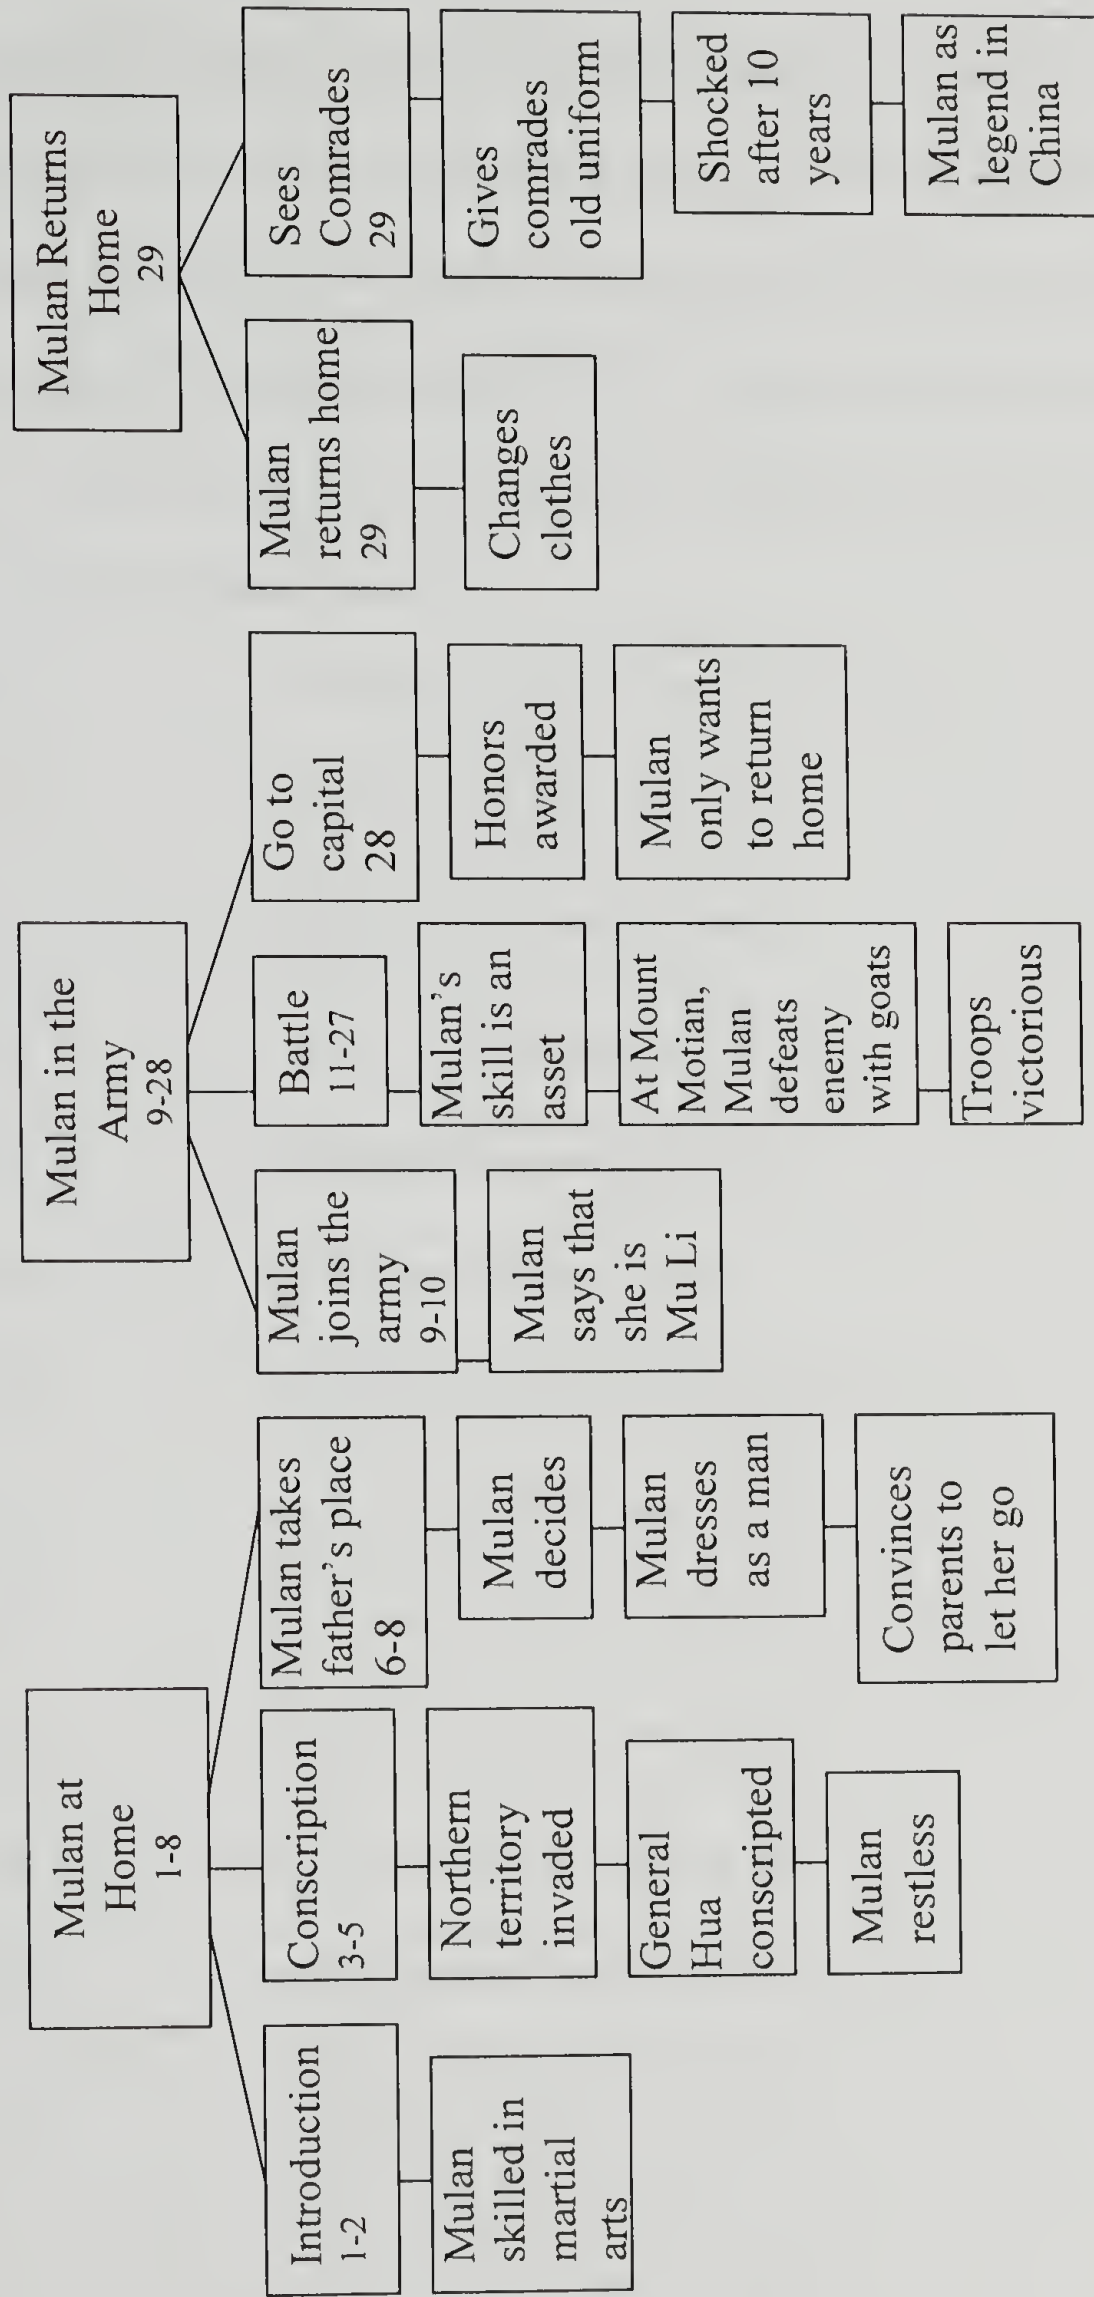 Mulan at
Home
1-8
Introduction
1-2
Mulan
skilled in
martial
arts
Conscription
3-5
Northern
territory
invaded
General
Hua
conscripted
Mulan
restless
Mulan takes
father's place
6-8
Mulan
decides
Mulan
dresses
as a man
Convinces
parents to
let her go
Mulan in the
Army
9-28
Mulan
joins the
army
9-10
Mulan
says that
she is
Mu Li
Battle
11-27
Mulan's
skill is an
asset
At Mount
Motian,
Mulan
defeats
enemy
with goats
Troops
victorious
Go to
capital
28
Honors
awarded
Mulan
only wants
to return
home
Mulan Returns
Home
29
Mulan
returns home
29
Changes
clothes
Sees
Comrades
29
Gives
comrades
old uniform
Shocked
after 10
years
Mulan as
legend in
China